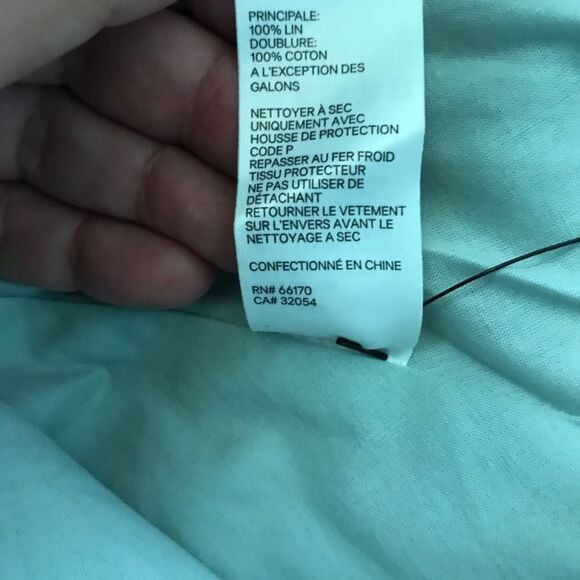 PRINCIPALE:
100% LIN
DOUBLURE:
100% COTON
A L'EXCEPTION DES
GALONS
NETTOYER À SEC
UNIQUEMENT AVEC
HOUSSE DE PROTECTION
CODE P
REPASSER AU FER FROID
TISSU PROTECTEUR
NE PAS UTILISER DE
DÉTACHANT
RETOURNER LE VETEMENT
SUR L'ENVERS AVANT LE
NETTOYAGE A SEC
CONFECTIONNÉ EN CHINE
RN# 66170
CA# 32054